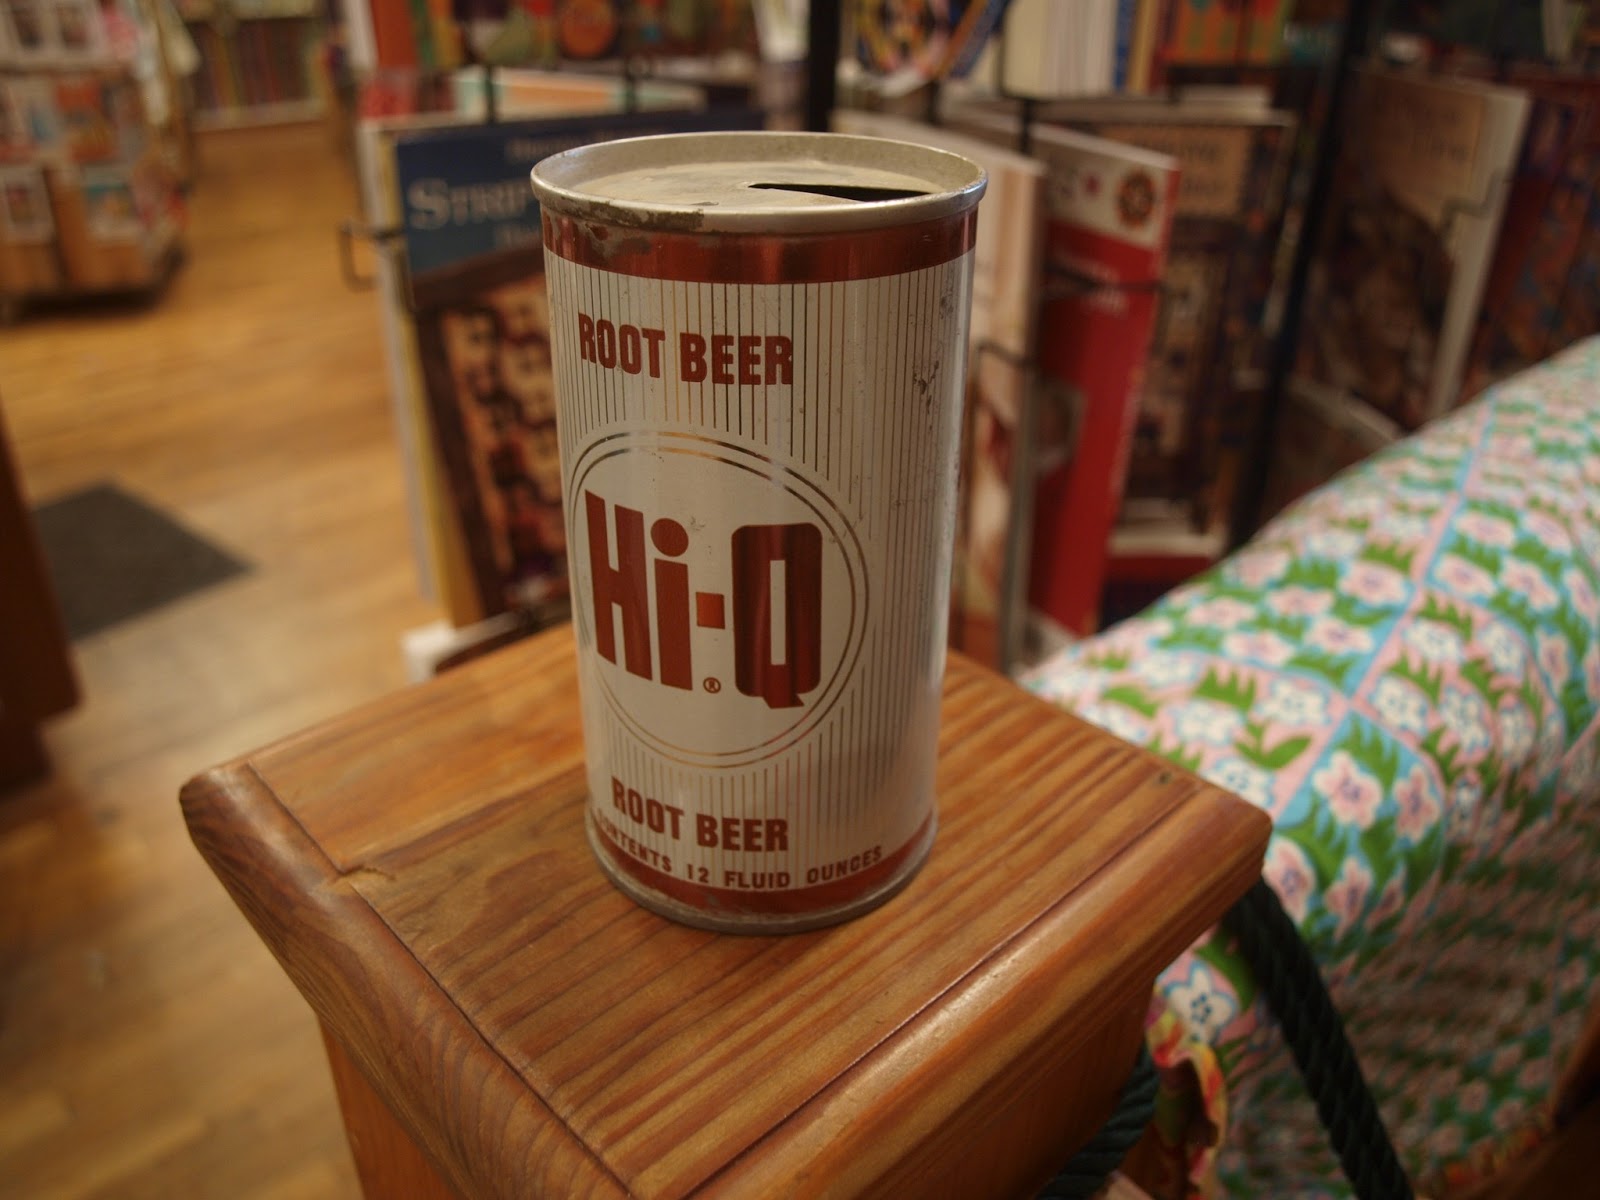 ROOT BEER
Hi-Q
®
ROOT BEER
CONTENTS 12 FLUID OUNCES